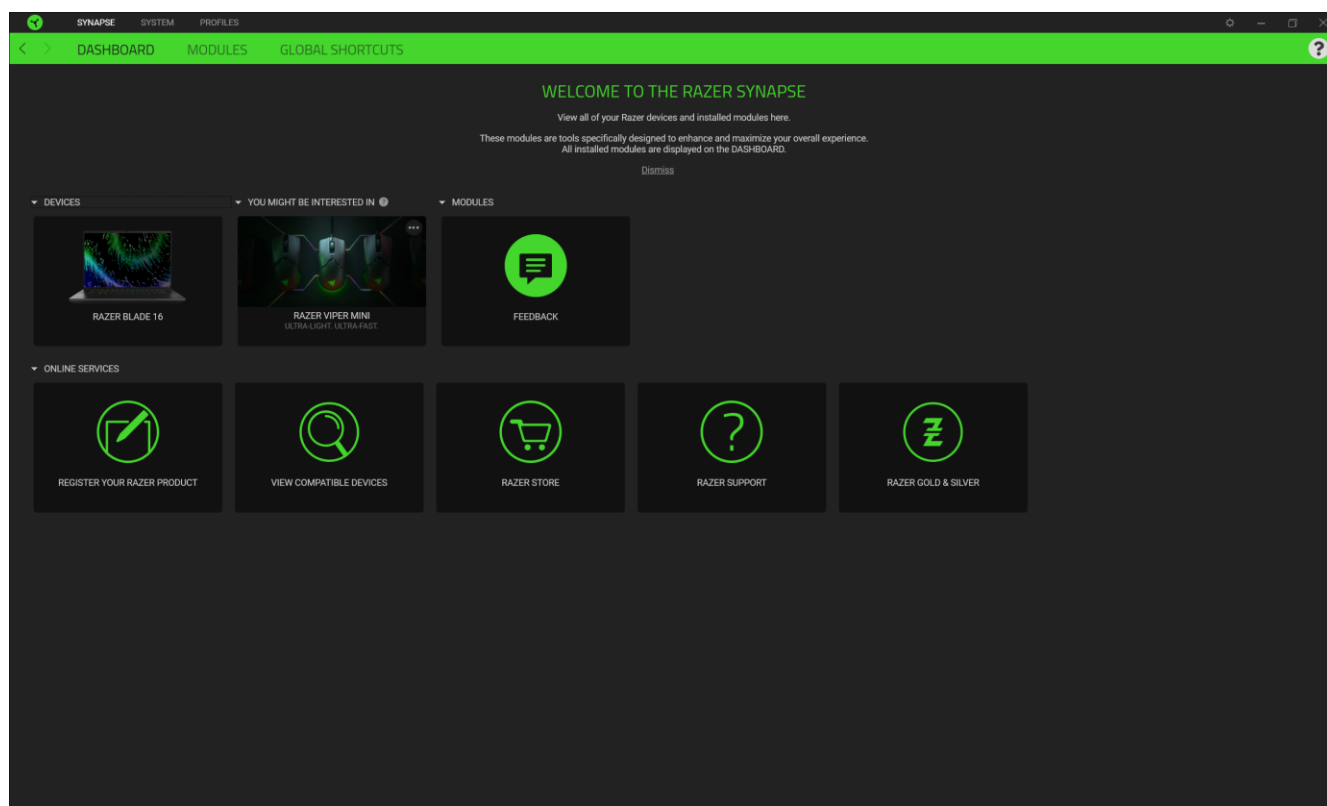 SYNAPSE SYSTEM PROFILES
DASHBOARD MODULES GLOBAL SHORTCUTS
?
WELCOME TO THE RAZER SYNAPSE
View all of your Razer devices and installed modules here.
These modules are tools specifically designed to enhance and maximize your overall experience.
All installed modules are displayed on the DASHBOARD.
Dismiss
DEVICES
YOU MIGHT BE INTERESTED IN ?
MODULES
RAZER BLADE 16
RAZER VIPER MINI
ULTRA-LIGHT. ULTRA-FAST.
FEEDBACK
ONLINE SERVICES
REGISTER YOUR RAZER PRODUCT
VIEW COMPATIBLE DEVICES
RAZER STORE
?
RAZER SUPPORT
RAZER GOLD & SILVER